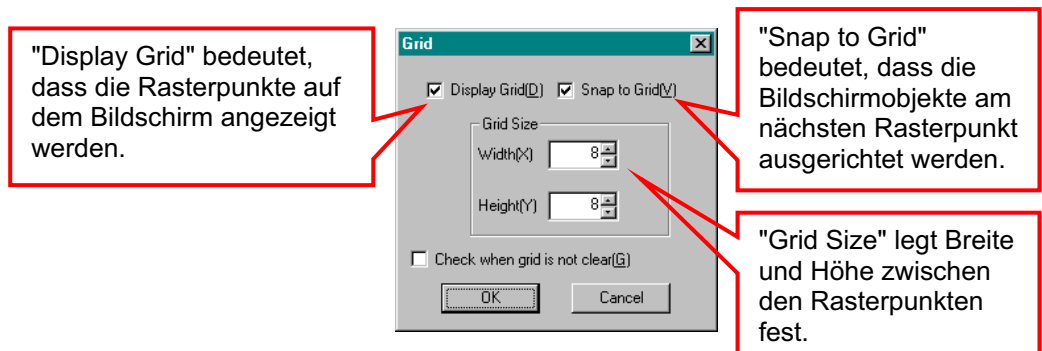 "Display Grid" bedeutet,
dass die Rasterpunkte auf
dem Bildschirm angezeigt
werden.
Grid
Display Grid(D) Snap to Grid(V)
Grid Size
Width(X) 8
Height(Y) 8
Check when grid is not clear(G)
OK Cancel
"Snap to Grid"
bedeutet, dass die
Bildschirmobjekte am
nächsten Rasterpunkt
ausgerichtet werden.
"Grid Size" legt Breite
und Höhe zwischen
den Rasterpunkten
fest.